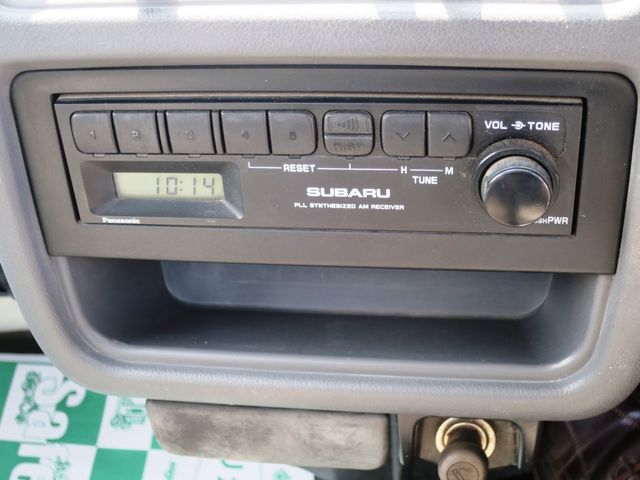 VOL TONE
1 2 3 4 5
DISP
RESET H M
TUNE
10:14
SUBARU
PLL SYNTHESIZED AM RECEIVER
Panasonic
PWR